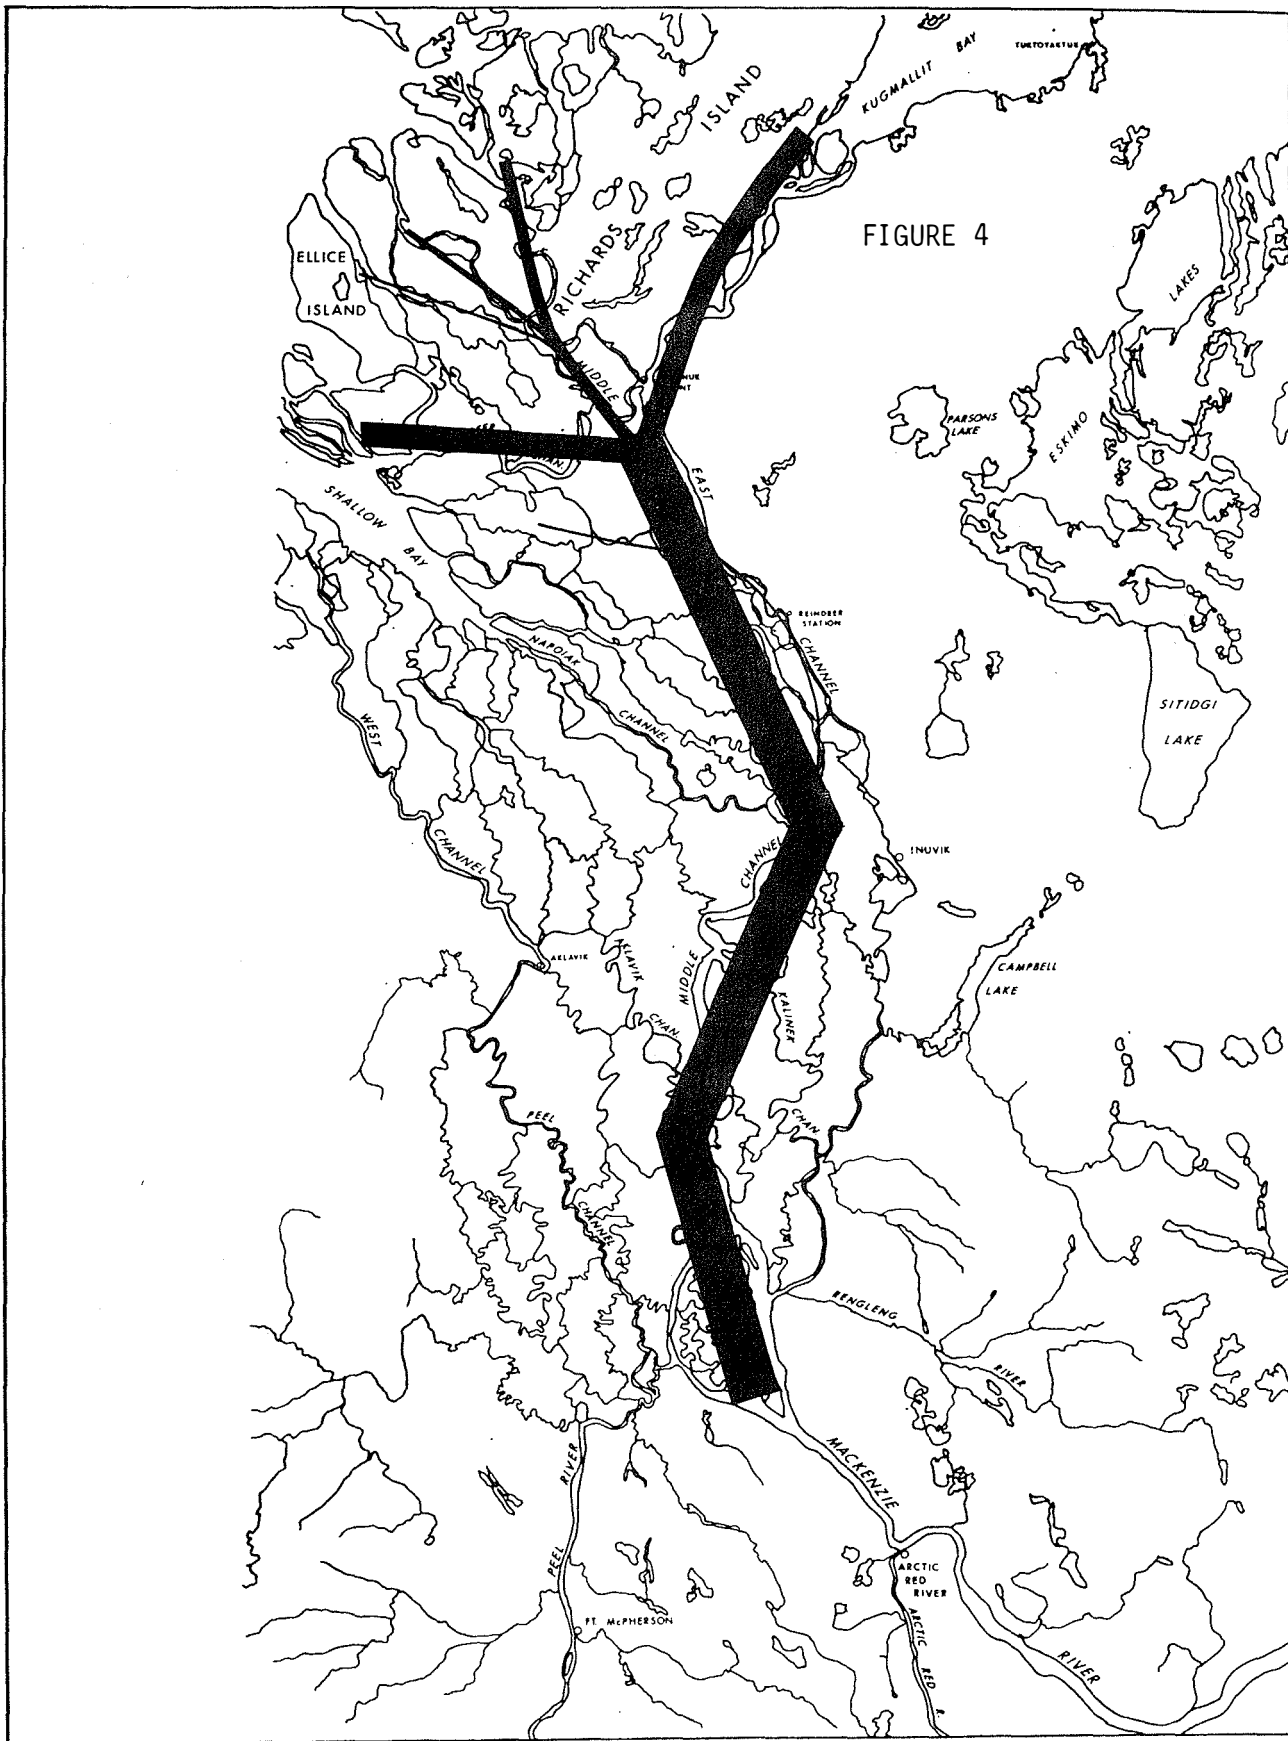 TUKTOYAKTUK
KUGMALLIT BAY
RICHARDS ISLAND
FIGURE 4
ELLICE
ISLAND
LAKES
ESKIMO
MIDDLE
PARSONS
LAKE
EAST
CHANNEL
SHALLOW BAY
REINDEER
STATION
NAPOIAK
CHANNEL
WEST
CHANNEL
SITIDGI
LAKE
INUVIK
MIDDLE
CHANNEL
AKLAVIK
AKLAVIK
CHAN.
KALINEK
CHAN.
CAMPBELL
LAKE
PEEL
CHANNEL
RENGLENG
RIVER
MACKENZIE
RIVER
PEEL
RIVER
ARCTIC
RED
RIVER
ARCTIC RED R.
FT. McPHERSON